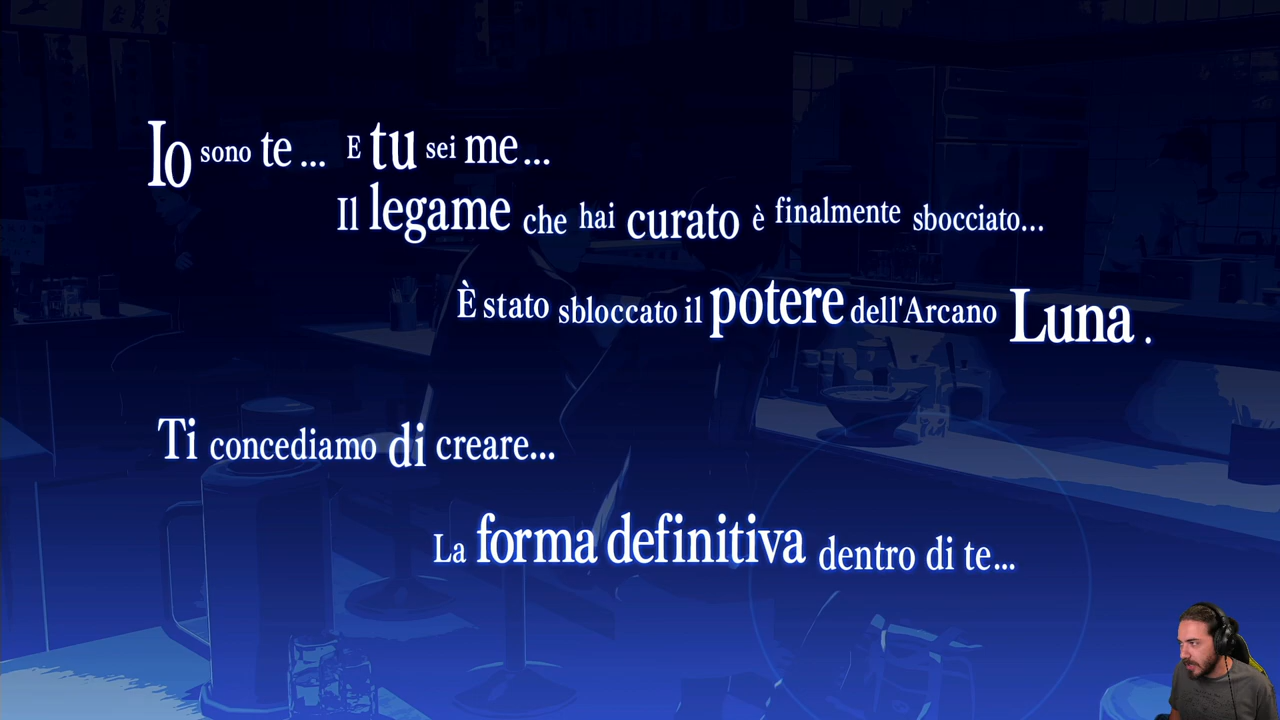 Io sono te... E tu sei me...
Il legame che hai curato è finalmente sbocciato...
È stato sbloccato il potere dell'Arcano Luna.
Ti concediamo di creare...
La forma definitiva dentro di te...